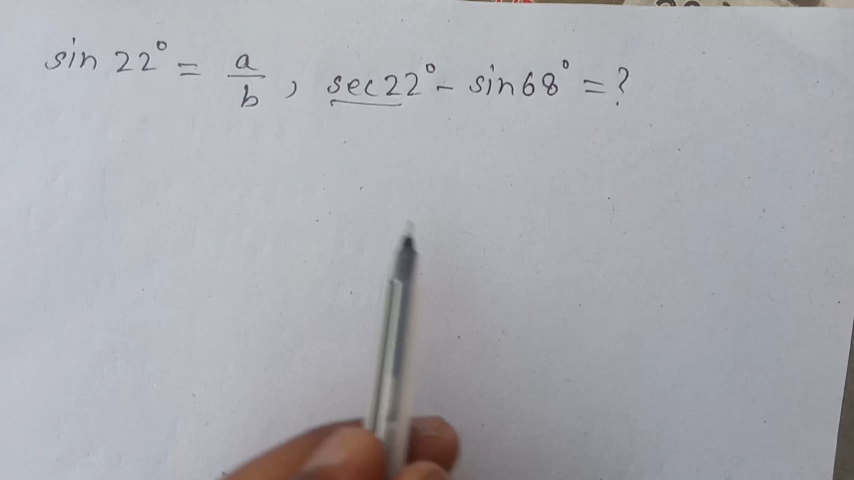 sin 22° = a/b , sec22° - sin68° = ?